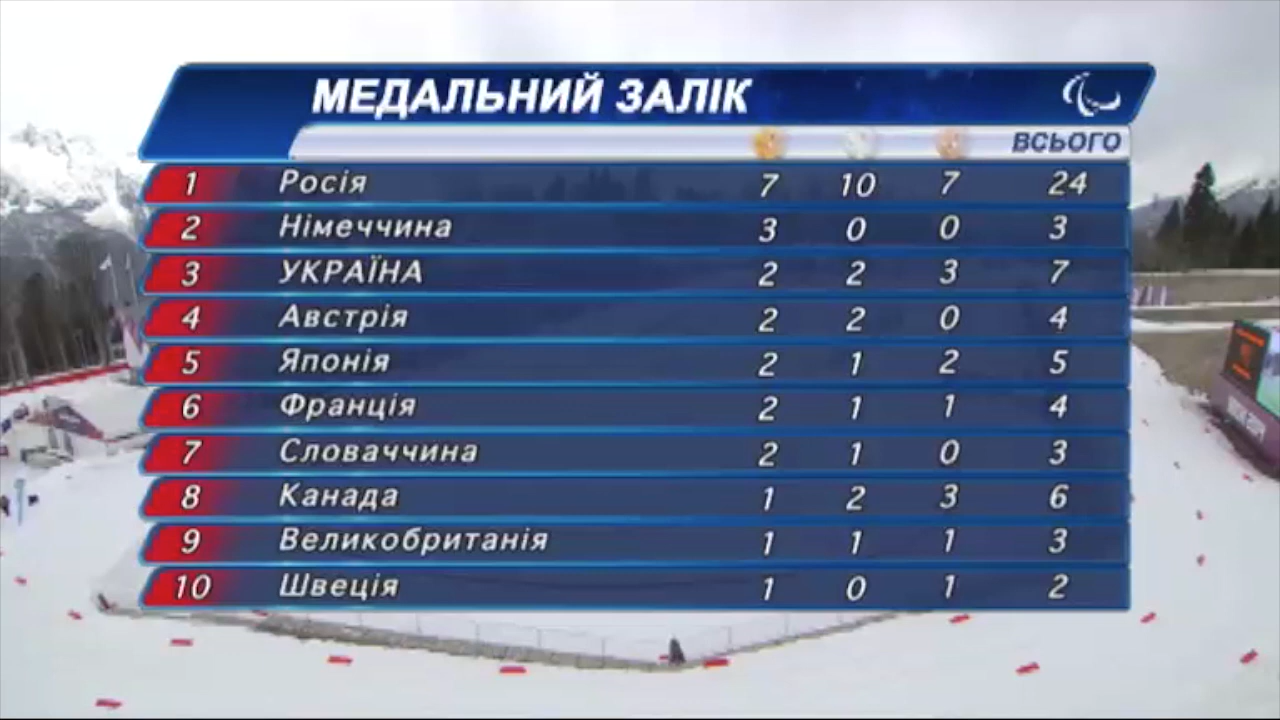 МЕДАЛЬНИЙ ЗАЛІК
ВСЬОГО
1 Росія 7 10 7 24
2 Німеччина 3 0 0 3
3 УКРАЇНА 2 2 3 7
4 Австрія 2 2 0 4
5 Японія 2 1 2 5
6 Франція 2 1 1 4
7 Словаччина 2 1 0 3
8 Канада 1 2 3 6
9 Великобританія 1 1 1 3
10 Швеція 1 0 1 2